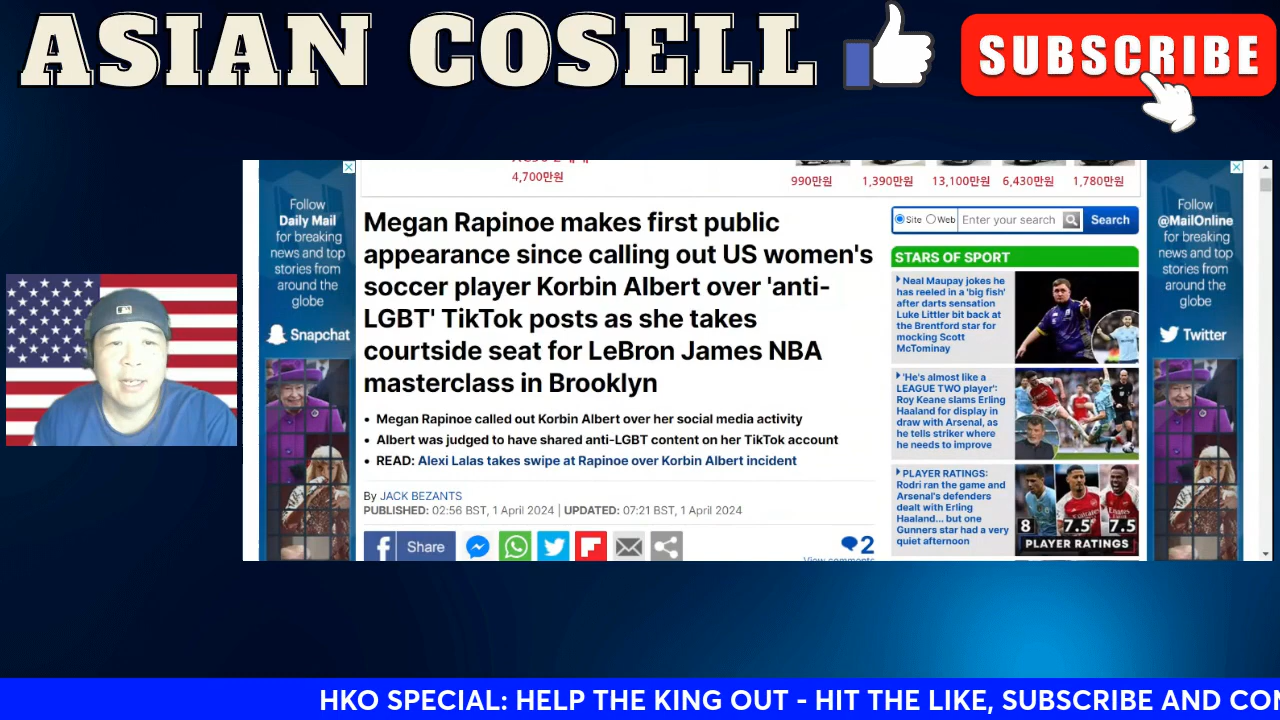 ASIAN COSELL
SUBSCRIBE
4,700만원
990만원
1,390만원
13,100만원
6,430만원
1,780만원
Follow
Daily Mail
for breaking
news and top
stories from
around the
globe
Snapchat
Megan Rapinoe makes first public
appearance since calling out US women's
soccer player Korbin Albert over 'anti-
LGBT' TikTok posts as she takes
courtside seat for LeBron James NBA
masterclass in Brooklyn
• Megan Rapinoe called out Korbin Albert over her social media activity
• Albert was judged to have shared anti-LGBT content on her TikTok account
• READ: Alexi Lalas takes swipe at Rapinoe over Korbin Albert incident
By JACK BEZANTS
PUBLISHED: 02:56 BST, 1 April 2024 | UPDATED: 07:21 BST, 1 April 2024
Share
2
View comments
Site Web Enter your search Search
STARS OF SPORT
Neal Maupay jokes he
has reeled in a 'big fish'
after darts sensation
Luke Littler bit back at
the Brentford star for
mocking Scott
McTominay
'He's almost like a
LEAGUE TWO player':
Roy Keane slams Erling
Haaland for display in
draw with Arsenal, as
he tells striker where
he needs to improve
PLAYER RATINGS:
Rodri ran the game and
Arsenal's defenders
dealt with Erling
Haaland... but one
Gunners star had a very
quiet afternoon
8 7.5 7.5
PLAYER RATINGS
Follow
@MailOnline
for breaking
news and top
stories from
around the
globe
Twitter
HKO SPECIAL: HELP THE KING OUT - HIT THE LIKE, SUBSCRIBE AND CO